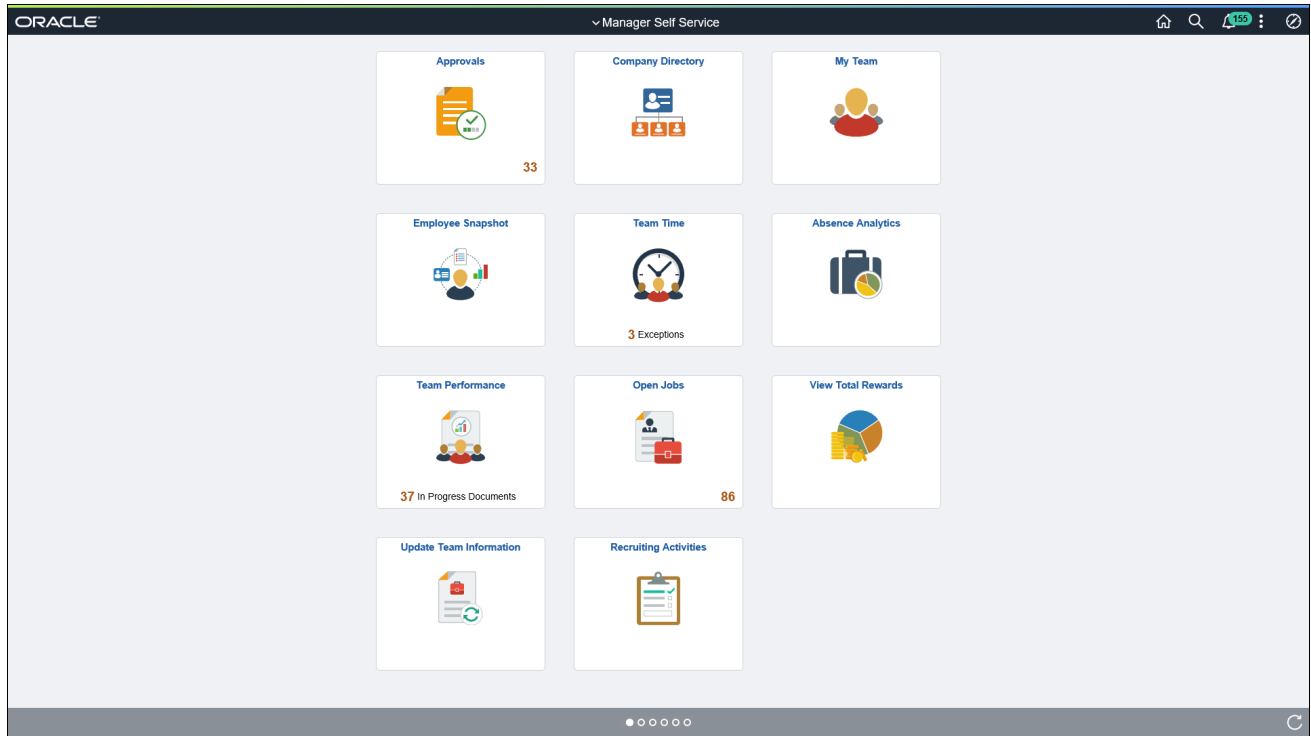 ORACLE
Manager Self Service
155
Approvals
33
Company Directory
My Team
Employee Snapshot
Team Time
3 Exceptions
Absence Analytics
Team Performance
37 In Progress Documents
Open Jobs
86
View Total Rewards
Update Team Information
Recruiting Activities